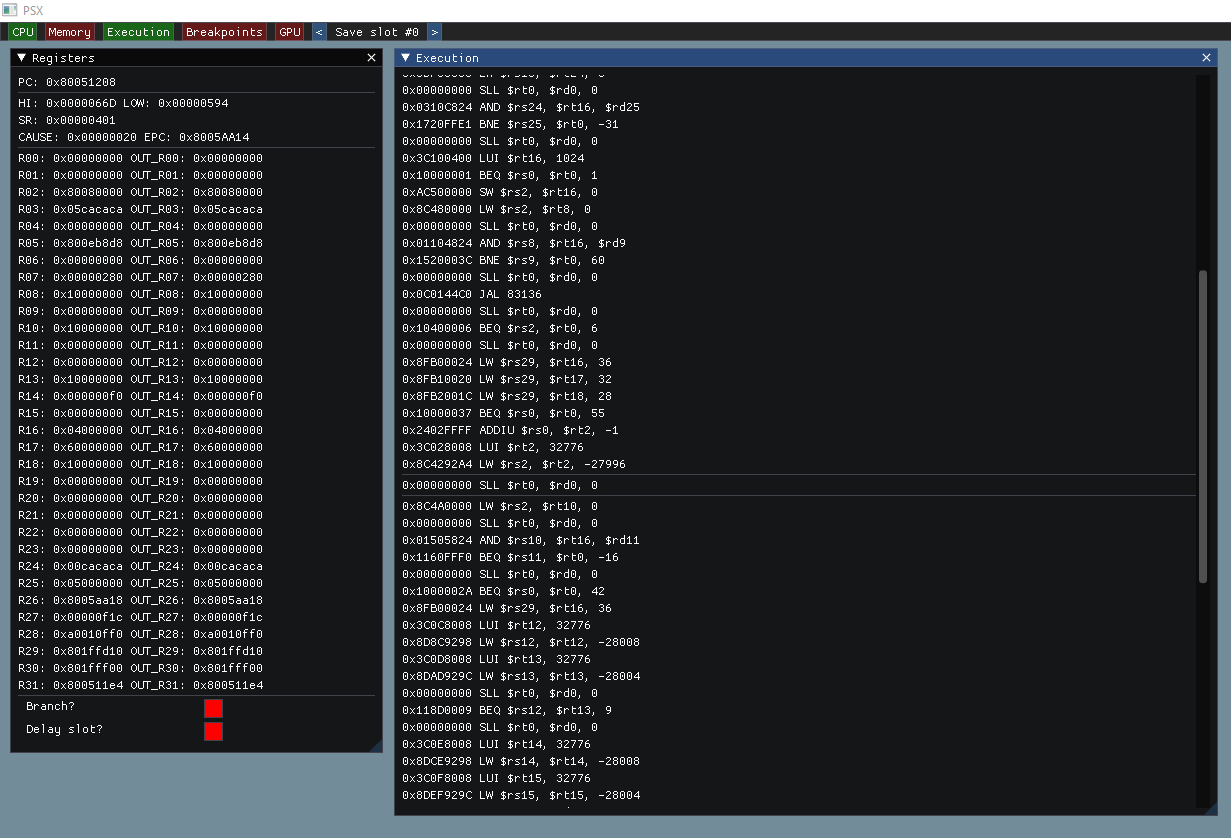 PSX
CPU Memory Execution Breakpoints GPU < Save slot #0 >
▼ Registers
PC: 0x80051208
HI: 0x0000066D LOW: 0x00000594
SR: 0x00000401
CAUSE: 0x00000020 EPC: 0x8005AA14
R00: 0x00000000 OUT_R00: 0x00000000
R01: 0x00000000 OUT_R01: 0x00000000
R02: 0x80080000 OUT_R02: 0x80080000
R03: 0x05cacaca OUT_R03: 0x05cacaca
R04: 0x00000000 OUT_R04: 0x00000000
R05: 0x800eb8d8 OUT_R05: 0x800eb8d8
R06: 0x00000000 OUT_R06: 0x00000000
R07: 0x00000280 OUT_R07: 0x00000280
R08: 0x10000000 OUT_R08: 0x10000000
R09: 0x00000000 OUT_R09: 0x00000000
R10: 0x10000000 OUT_R10: 0x10000000
R11: 0x00000000 OUT_R11: 0x00000000
R12: 0x10000000 OUT_R12: 0x00000000
R13: 0x10000000 OUT_R13: 0x10000000
R14: 0x000000f0 OUT_R14: 0x000000f0
R15: 0x00000000 OUT_R15: 0x00000000
R16: 0x04000000 OUT_R16: 0x04000000
R17: 0x60000000 OUT_R17: 0x60000000
R18: 0x10000000 OUT_R18: 0x10000000
R19: 0x00000000 OUT_R19: 0x00000000
R20: 0x00000000 OUT_R20: 0x00000000
R21: 0x00000000 OUT_R21: 0x00000000
R22: 0x00000000 OUT_R22: 0x00000000
R23: 0x00000000 OUT_R23: 0x00000000
R24: 0x00cacaca OUT_R24: 0x00cacaca
R25: 0x05000000 OUT_R25: 0x05000000
R26: 0x8005aa18 OUT_R26: 0x8005aa18
R27: 0x00000f1c OUT_R27: 0x00000f1c
R28: 0xa0010ff0 OUT_R28: 0xa0010ff0
R29: 0x801ffd10 OUT_R29: 0x801ffd10
R30: 0x801fff00 OUT_R30: 0x801fff00
R31: 0x800511e4 OUT_R31: 0x800511e4
Branch?
Delay slot?
▼ Execution
0x00000000 SLL $rt0, $rd0, 0
0x0310C824 AND $rs24, $rt16, $rd25
0x1720FFE1 BNE $rs25, $rt0, -31
0x00000000 SLL $rt0, $rd0, 0
0x3C100400 LUI $rt16, 1024
0x10000001 BEQ $rs0, $rt0, 1
0xAC500000 SW $rs2, $rt16, 0
0x8C480000 LW $rs2, $rt8, 0
0x00000000 SLL $rt0, $rd0, 0
0x01104824 AND $rs8, $rt16, $rd9
0x1520003C BNE $rs9, $rt0, 60
0x00000000 SLL $rt0, $rd0, 0
0x0C0144C0 JAL 83136
0x00000000 SLL $rt0, $rd0, 0
0x10400006 BEQ $rs2, $rt0, 6
0x00000000 SLL $rt0, $rd0, 0
0x8FB00024 LW $rs29, $rt16, 36
0x8FB10020 LW $rs29, $rt17, 32
0x8FB2001C LW $rs29, $rt18, 28
0x10000037 BEQ $rs0, $rt0, 55
0x2402FFFF ADDIU $rs0, $rt2, -1
0x3C028008 LUI $rt2, 32776
0x8C4292A4 LW $rs2, $rt2, -27996
0x00000000 SLL $rt0, $rd0, 0
0x8C4A0000 LW $rs2, $rt10, 0
0x00000000 SLL $rt0, $rd0, 0
0x01505824 AND $rs10, $rt16, $rd11
0x1160FFF0 BEQ $rs11, $rt0, -16
0x00000000 SLL $rt0, $rd0, 0
0x1000002A BEQ $rs0, $rt0, 42
0x8FB00024 LW $rs29, $rt16, 36
0x3C0C8008 LUI $rt12, 32776
0x8D8C9298 LW $rs12, $rt12, -28008
0x3C0D8008 LUI $rt13, 32776
0x8DAD929C LW $rs13, $rt13, -28004
0x00000000 SLL $rt0, $rd0, 0
0x118D0009 BEQ $rs12, $rt13, 9
0x00000000 SLL $rt0, $rd0, 0
0x3C0E8008 LUI $rt14, 32776
0x8DCE9298 LW $rs14, $rt14, -28008
0x3C0F8008 LUI $rt15, 32776
0x8DEF929C LW $rs15, $rt15, -28004